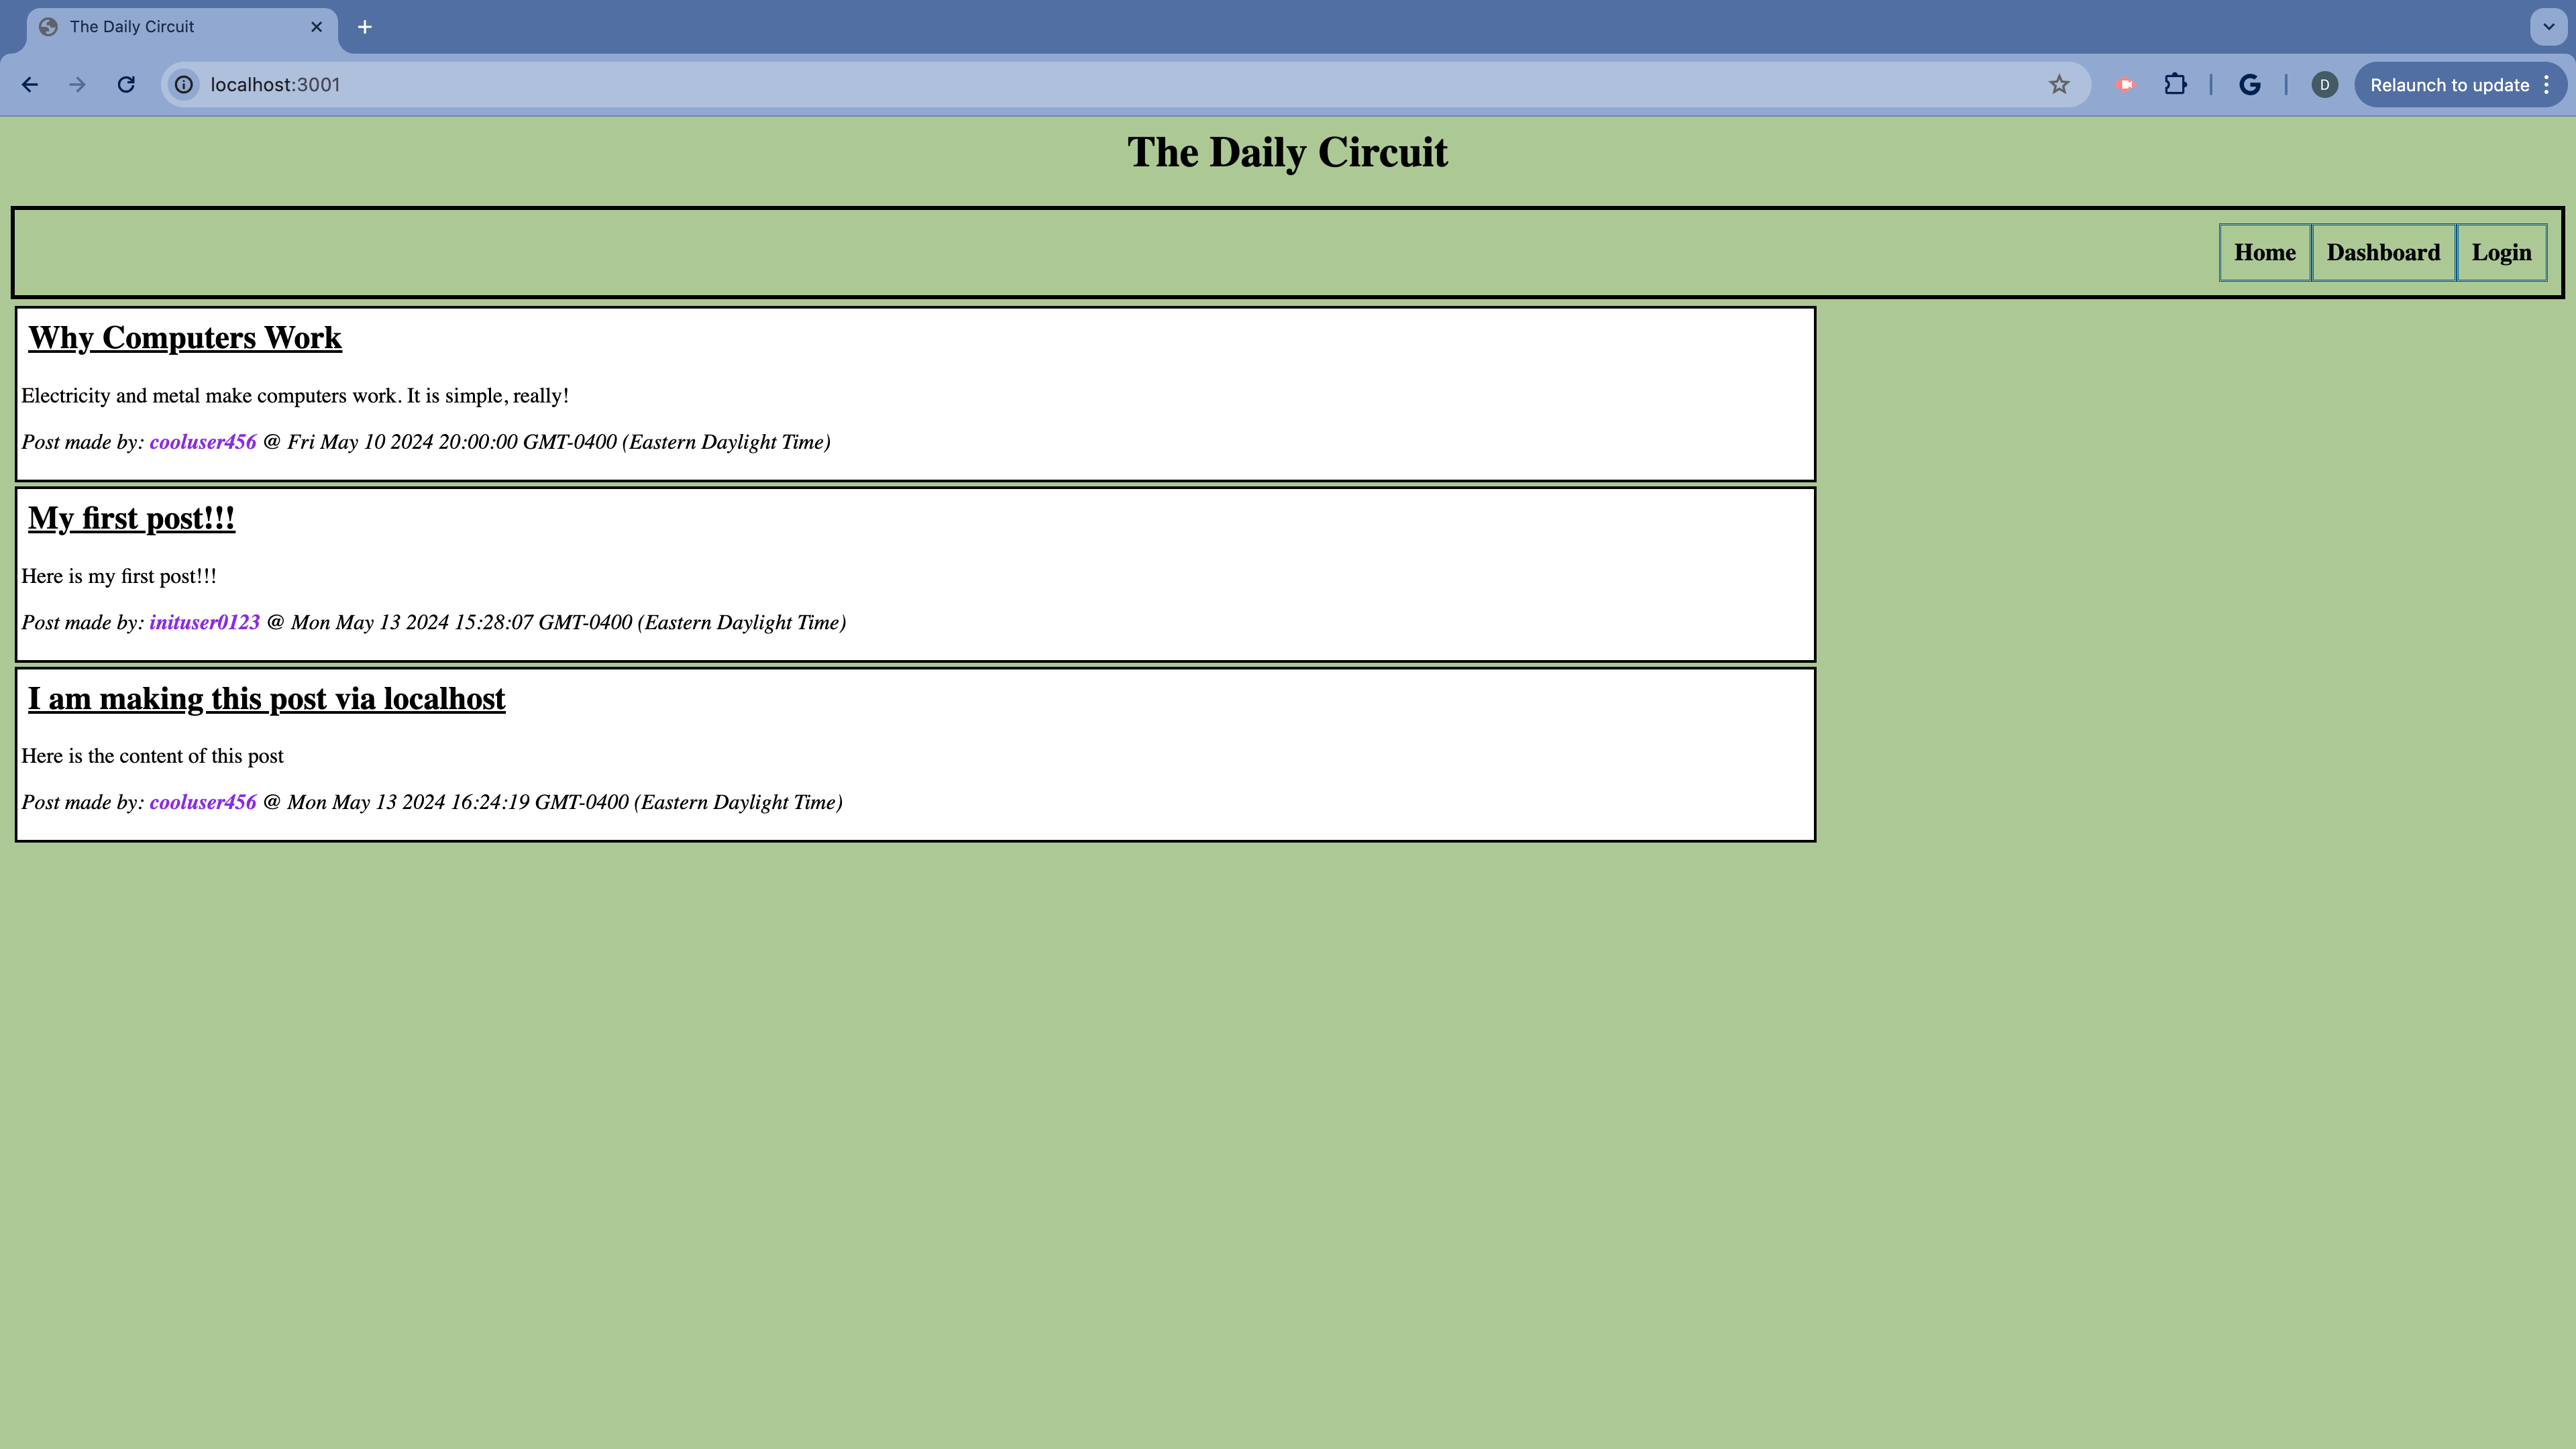 The Daily Circuit
localhost:3001
D
Relaunch to update
The Daily Circuit
Home Dashboard Login
Why Computers Work
Electricity and metal make computers work. It is simple, really!
Post made by: cooluser456 @ Fri May 10 2024 20:00:00 GMT-0400 (Eastern Daylight Time)
My first post!!!
Here is my first post!!!
Post made by: inituser0123 @ Mon May 13 2024 15:28:07 GMT-0400 (Eastern Daylight Time)
I am making this post via localhost
Here is the content of this post
Post made by: cooluser456 @ Mon May 13 2024 16:24:19 GMT-0400 (Eastern Daylight Time)